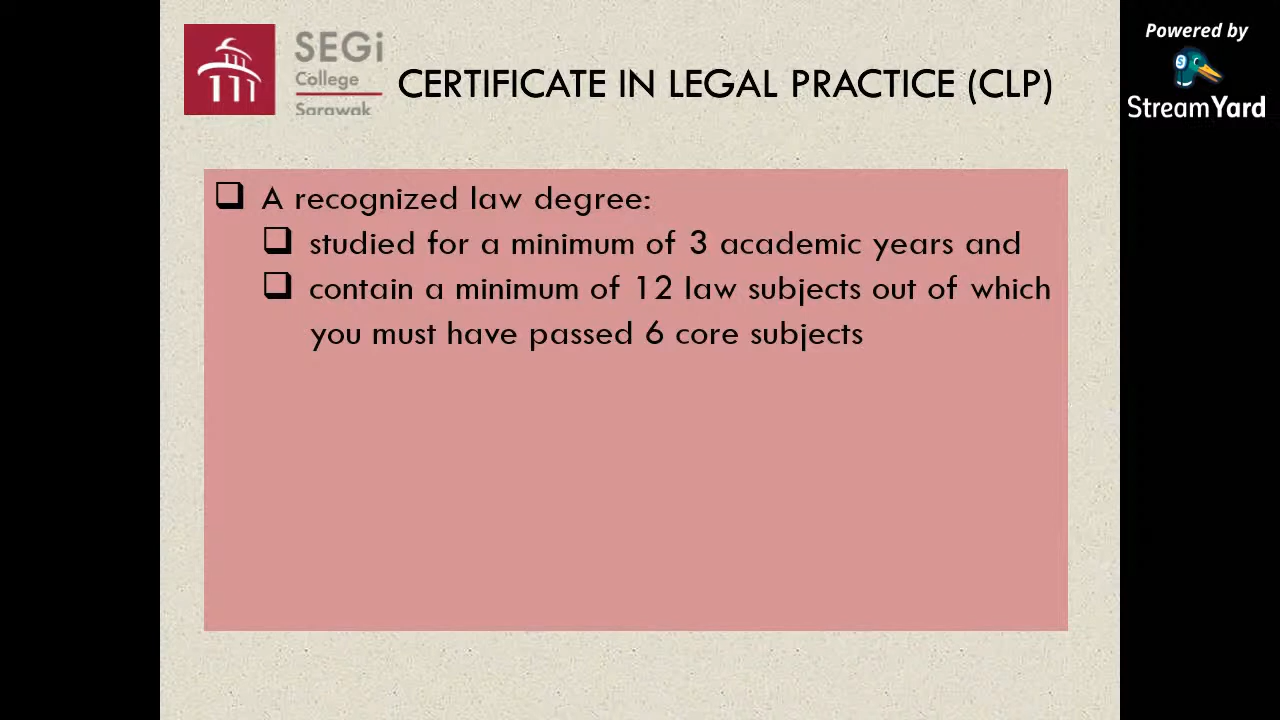 SEGi
College
Sarawak
CERTIFICATE IN LEGAL PRACTICE (CLP)
Powered by
StreamYard
A recognized law degree:
studied for a minimum of 3 academic years and
contain a minimum of 12 law subjects out of which
you must have passed 6 core subjects